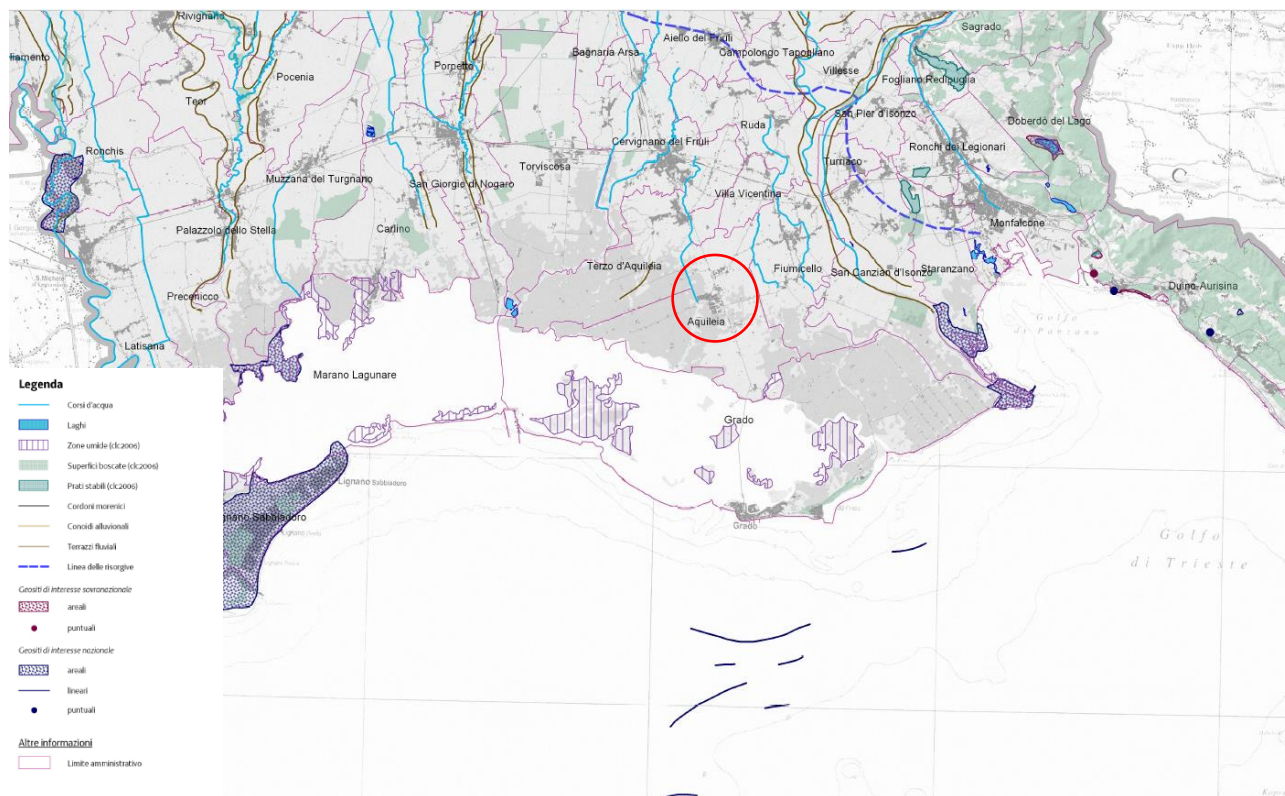 Rivignano
Sagrado
Aiello del Friuli
Bagnaria Arsa
Campolongo Tapogliano
Porpetto
Pocenia
Villesse
Fogliano Redipuglia
Teor
San Pier d'Isonzo
Ruda
Doberdò del Lago
Ronchis
Cervignano del Friuli
Ronchi dei Legionari
Turriaco
Torviscosa
Muzzana del Turgnano
San Giorgio di Nogaro
Villa Vicentina
Monfalcone
Palazzolo dello Stella
Carlino
Terzo d'Aquileia
Fiumicello
San Canzian d'Isonzo
Staranzano
Duino-Aurisina
Precenicco
Golfo
di Panzano
Aquileia
Latisana
Marano Lagunare
Grado
Lignano Sabbiadoro
Grado
Golfo
di Trieste
Legenda
Corsi d'acqua
Laghi
Zone umide (clc2006)
Superfici boscate (clc2006)
Prati stabili (clc2006)
Cordoni morenici
Conoidi alluvionali
Terrazzi fluviali
Linea delle risorgive
Geositi di interesse sovranazionale
areali
puntuali
Geositi di interesse nazionale
areali
lineari
puntuali
Altre informazioni
Limite amministrativo